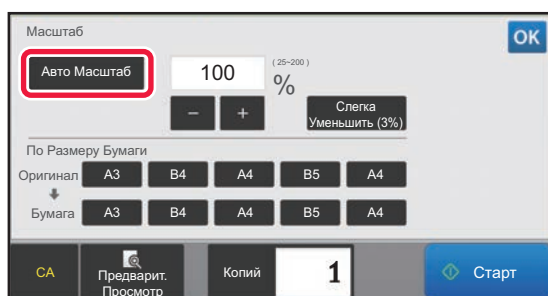 Масштаб
OK
Авто Масштаб
100
(25~200)
%
−
+
Слегка
Уменьшить (3%)
По Размеру Бумаги
Оригинал A3 B4 A4 B5 A4
Бумага A3 B4 A4 B5 A4
CA
Предварит.
Просмотр
Копий
1
Старт